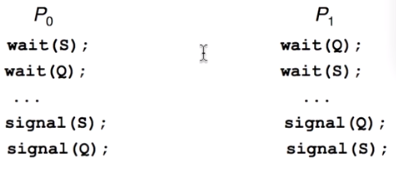 P0 P1
wait(S); wait(Q);
wait(Q); wait(S);
... ...
signal(S); signal(Q);
signal(Q); signal(S);